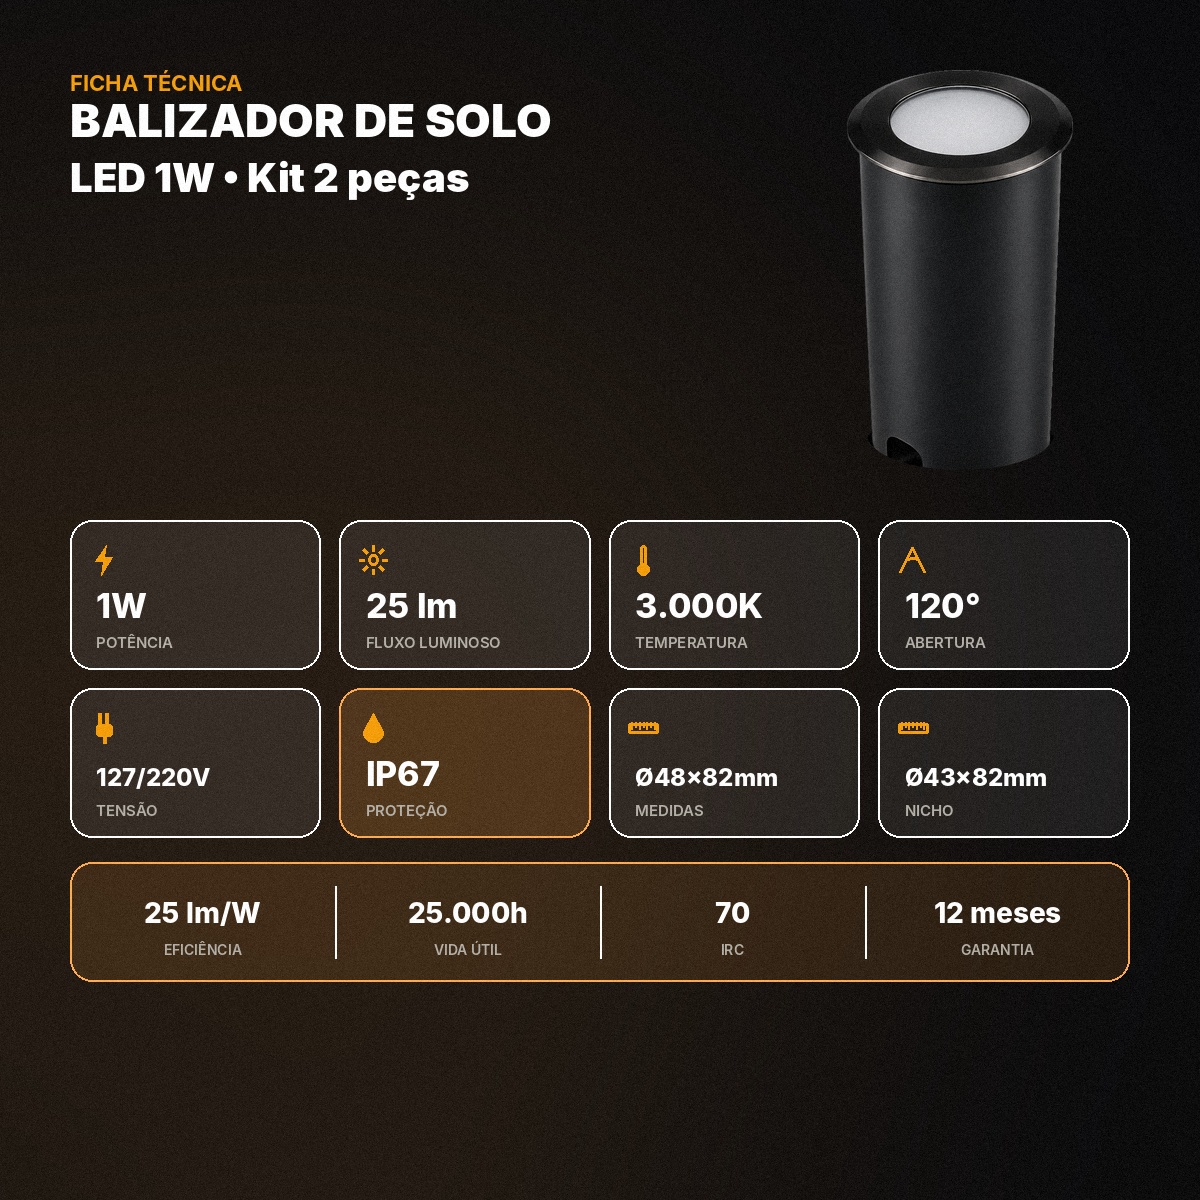 FICHA TÉCNICA
BALIZADOR DE SOLO
LED 1W • Kit 2 peças
1W
POTÊNCIA
25 lm
FLUXO LUMINOSO
3.000K
TEMPERATURA
120°
ABERTURA
127/220V
TENSÃO
IP67
PROTEÇÃO
Ø48×82mm
MEDIDAS
Ø43×82mm
NICHO
25 lm/W
EFICIÊNCIA
25.000h
VIDA ÚTIL
70
IRC
12 meses
GARANTIA